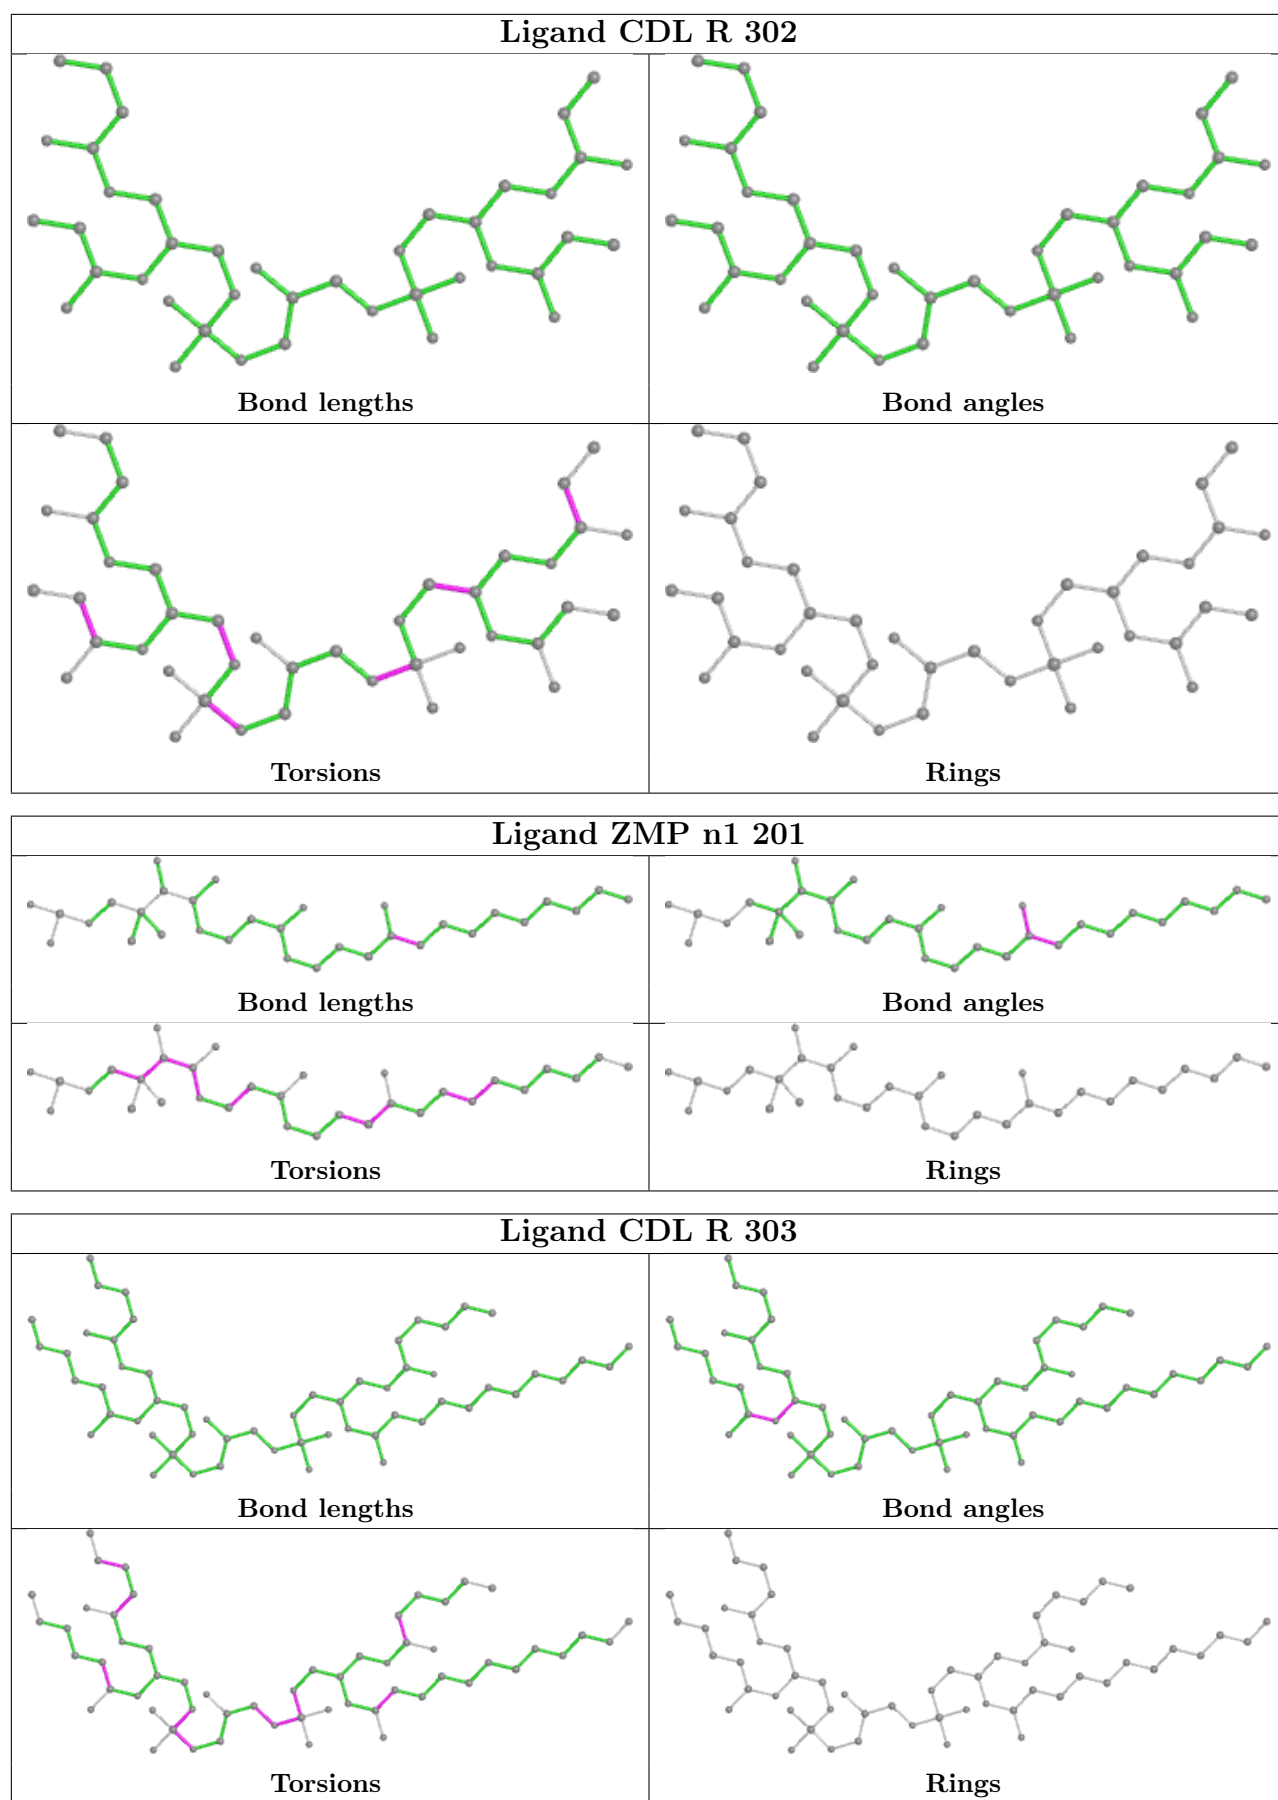 Ligand CDL R 302
Bond lengths
Bond angles
Torsions
Rings
Ligand ZMP n1 201
Bond lengths
Bond angles
Torsions
Rings
Ligand CDL R 303
Bond lengths
Bond angles
Torsions
Rings